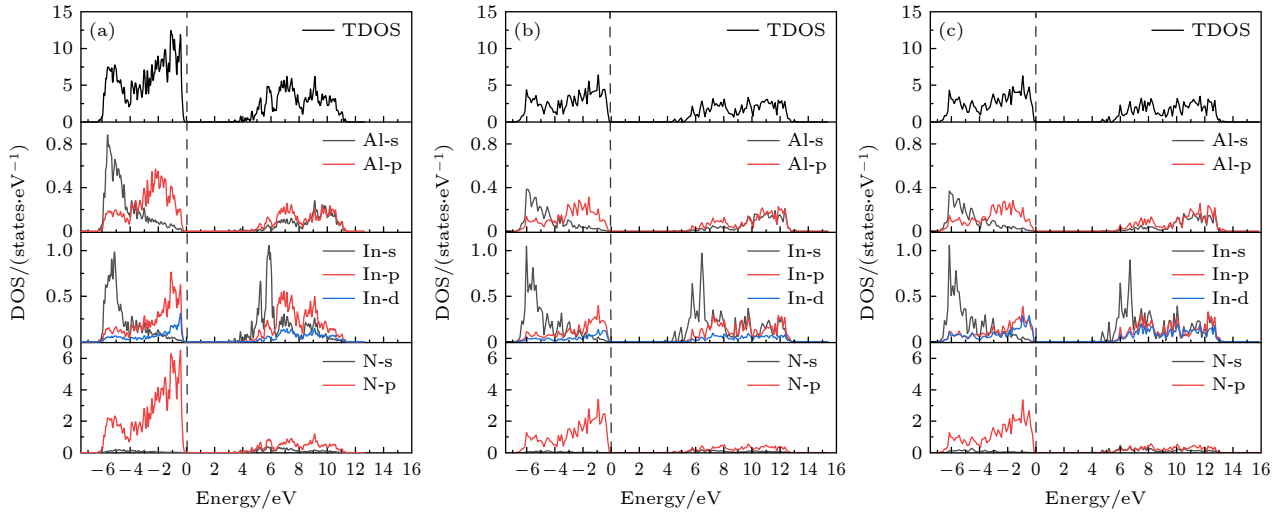 (a) TDOS (b) TDOS (c) TDOS
15 15 15
10 10 10
5 5 5
0 0 0
Al-s Al-s Al-s
Al-p Al-p Al-p
0.8 0.8 0.8
0.4 0.4 0.4
0 0 0
In-s In-s In-s
In-p In-p In-p
In-d In-d In-d
1.0 1.0 1.0
0.5 0.5 0.5
0 0 0
N-s N-s N-s
N-p N-p N-p
6 6 6
4 4 4
2 2 2
0 0 0
DOS/(states·eV⁻¹) DOS/(states·eV⁻¹) DOS/(states·eV⁻¹)
−6 −4 −2 0 2 4 6 8 10 12 14 16 −6 −4 −2 0 2 4 6 8 10 12 14 16 −6 −4 −2 0 2 4 6 8 10 12 14 16
Energy/eV Energy/eV Energy/eV